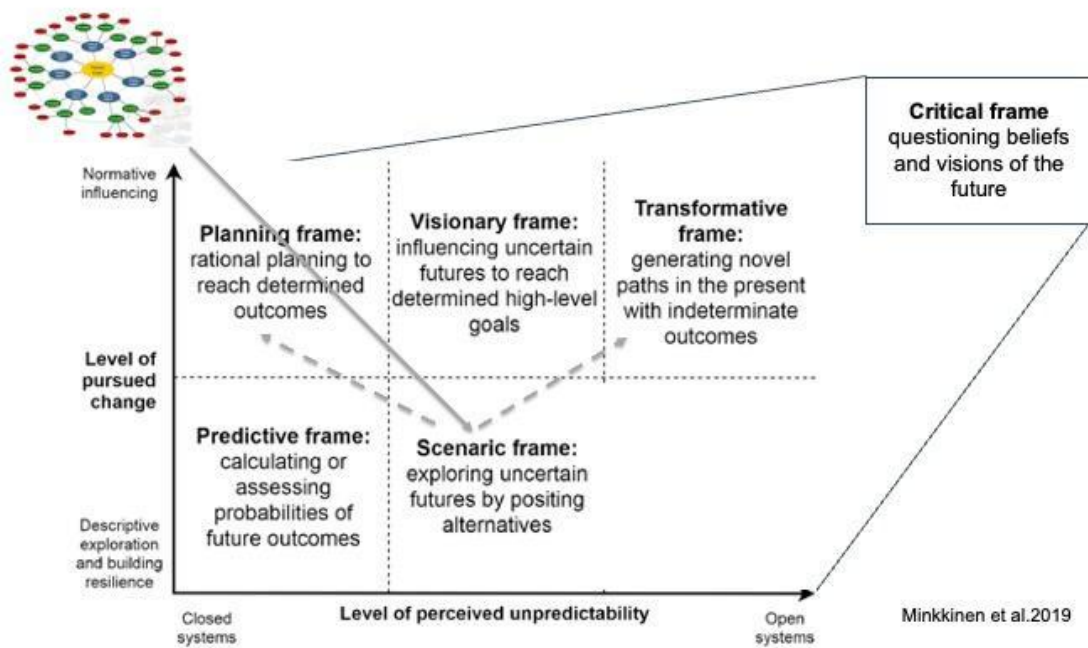 Critical frame
questioning beliefs
and visions of the
future
Normative
influencing
Planning frame:
rational planning to
reach determined
outcomes
Visionary frame:
influencing uncertain
futures to reach
determined high-level
goals
Transformative
frame:
generating novel
paths in the present
with indeterminate
outcomes
Level of
pursued
change
Predictive frame:
calculating or
assessing
probabilities of
future outcomes
Scenaric frame:
exploring uncertain
futures by positing
alternatives
Descriptive
exploration
and building
resilience
Closed
systems
Level of perceived unpredictability
Open
systems
Minkkinen et al.2019